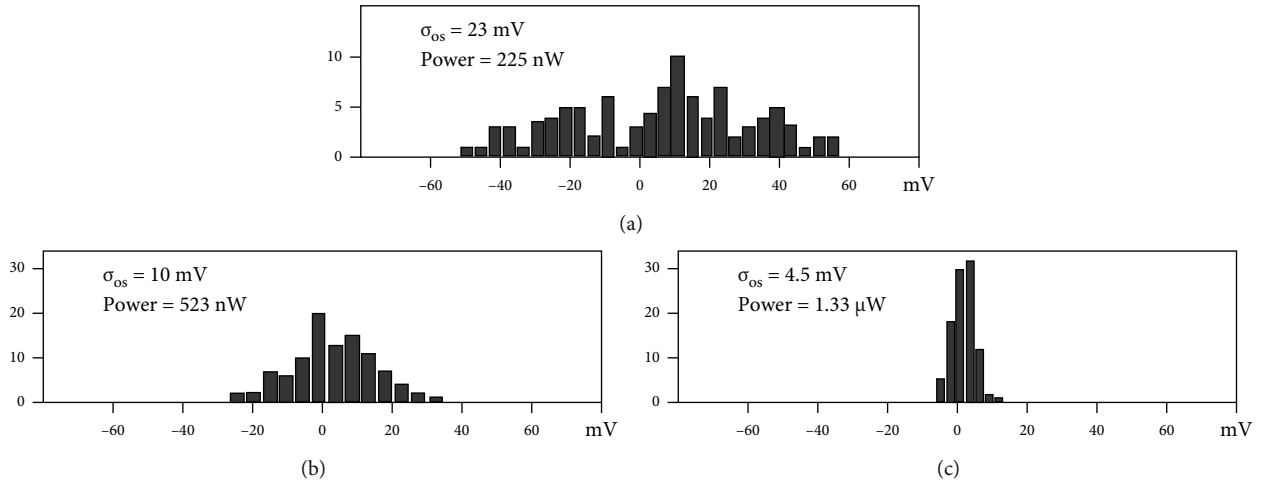 σos = 23 mV
Power = 225 nW
10
5
0
–60 –40 –20 0 20 40 60 mV
(a)
σos = 10 mV
Power = 523 nW
30
20
10
0
–60 –40 –20 0 20 40 60 mV
(b)
σos = 4.5 mV
Power = 1.33 µW
30
20
10
0
–60 –40 –20 0 20 40 60 mV
(c)